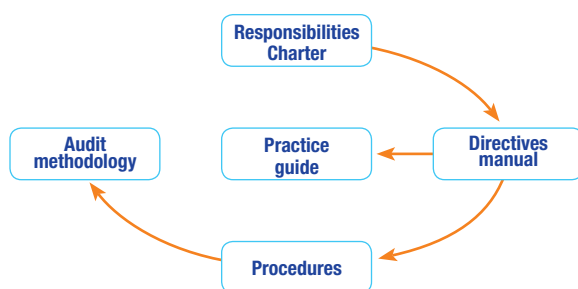 Responsibilities
Charter
Audit
methodology
Practice
guide
Directives
manual
Procedures